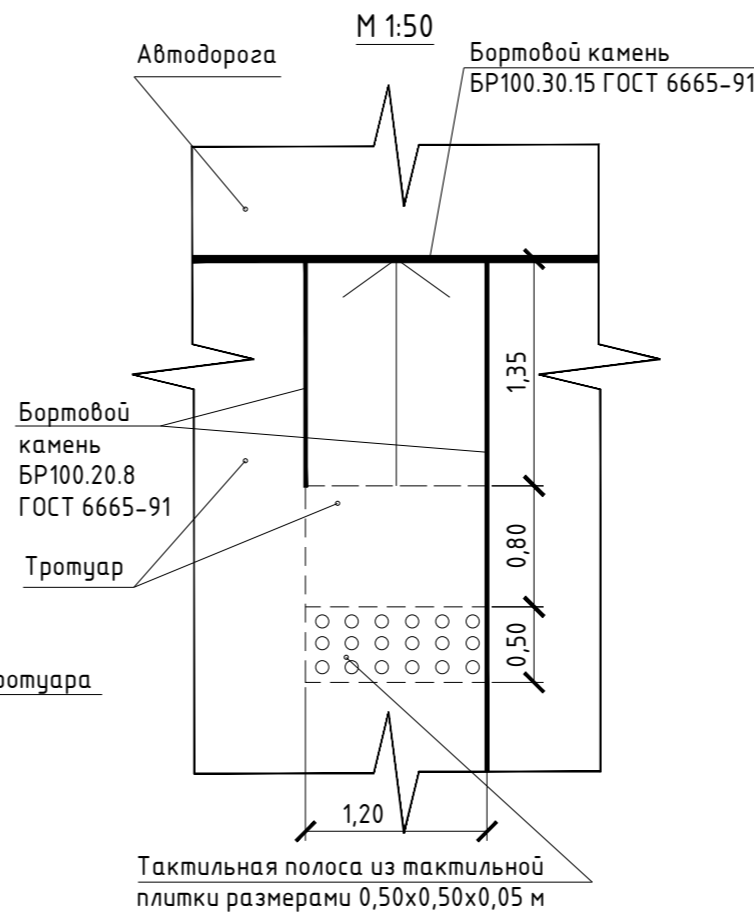 М 1:50
Автодорога
Бортовой камень
БР100.30.15 ГОСТ 6665-91
1,35
Бортовой
камень
БР100.20.8
ГОСТ 6665-91
0,80
Тротуар
0,50
1,20
Тактильная полоса из тактильной
плитки размерами 0,50х0,50х0,05 м